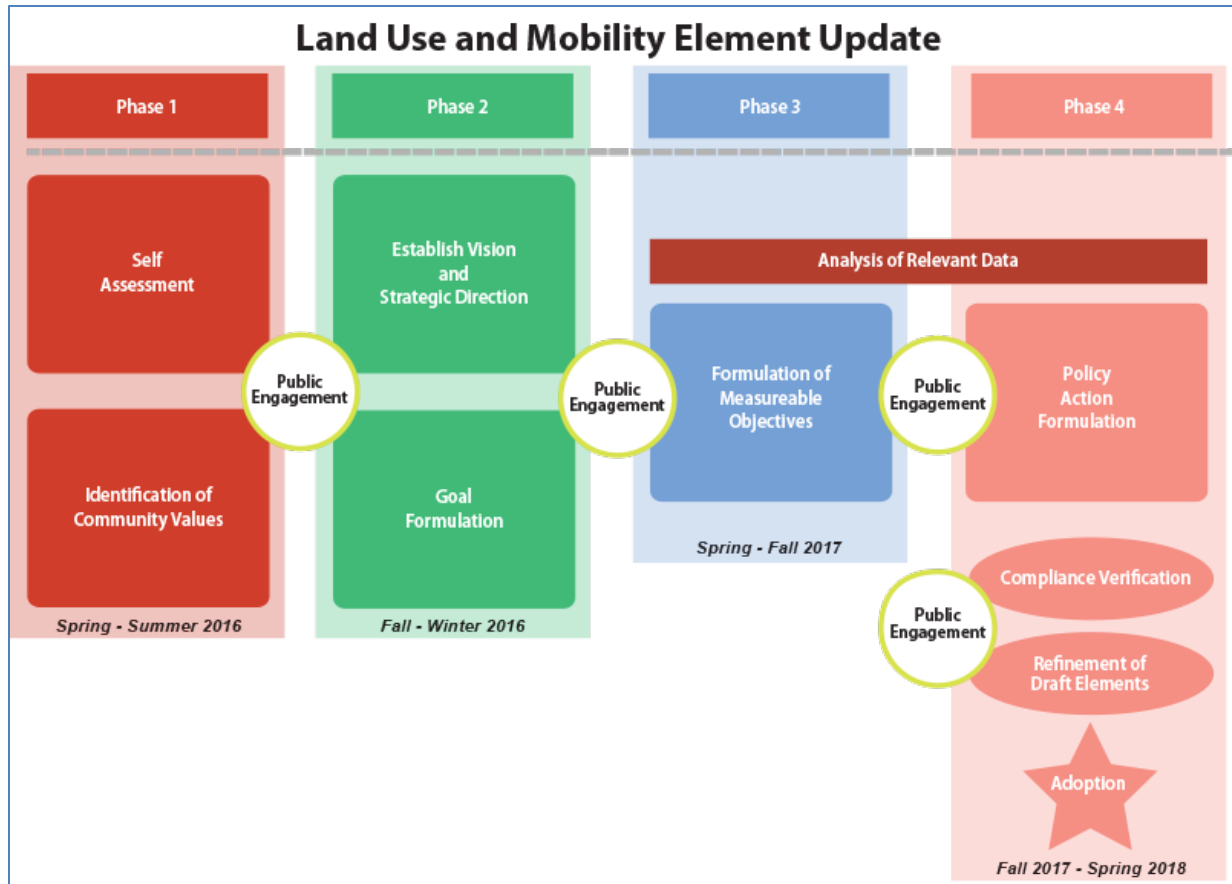 Land Use and Mobility Element Update
Phase 1
Phase 2
Phase 3
Phase 4
Self
Assessment
Identification of
Community Values
Spring - Summer 2016
Public
Engagement
Establish Vision
and
Strategic Direction
Goal
Formulation
Fall - Winter 2016
Public
Engagement
Analysis of Relevant Data
Formulation of
Measureable
Objectives
Spring - Fall 2017
Public
Engagement
Policy
Action
Formulation
Public
Engagement
Compliance Verification
Refinement of
Draft Elements
Adoption
Fall 2017 - Spring 2018